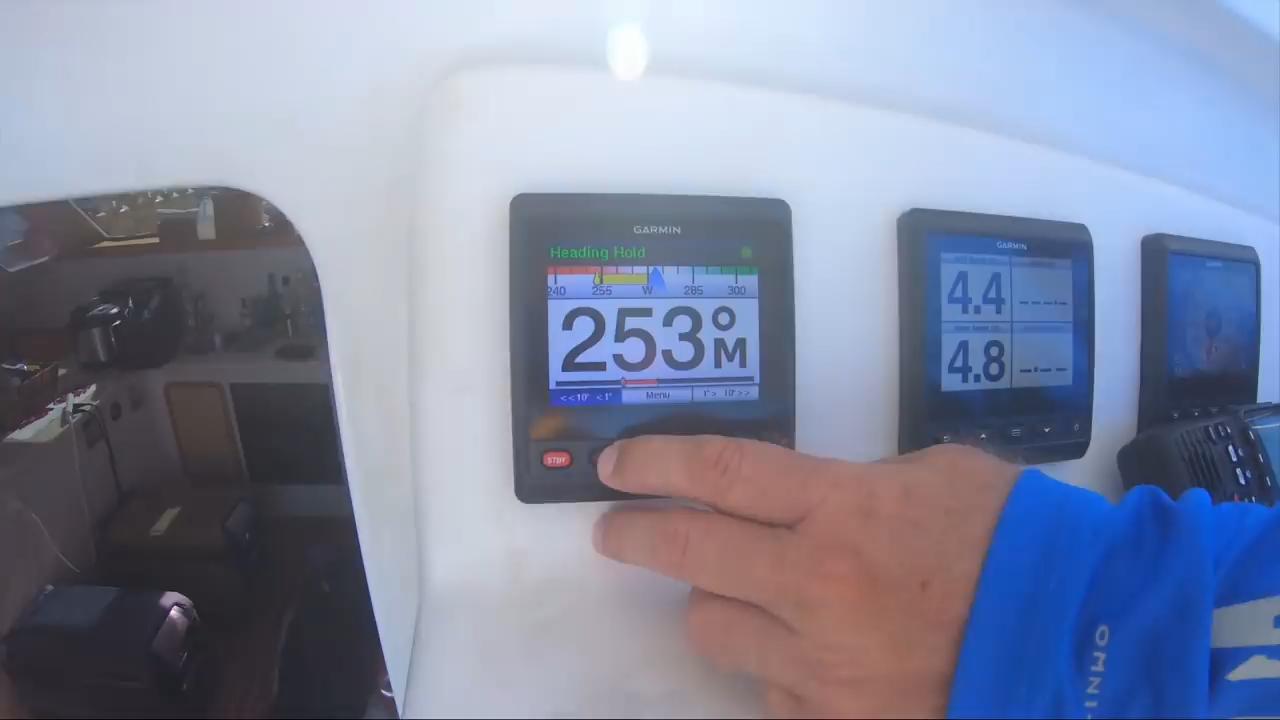 GARMIN
Heading Hold
240 255 W 285 300
253°M
<<10° <1° Menu 1°> 10°>>
STBY
GARMIN
4.4 ---.-
4.8 --.--
OMNI